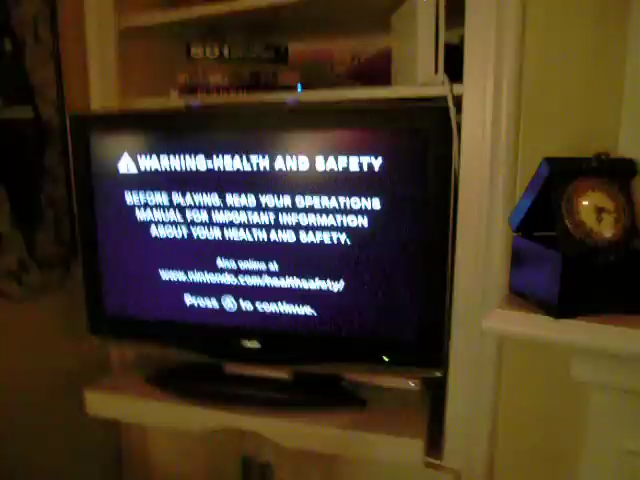 WARNING-HEALTH AND SAFETY
BEFORE PLAYING, READ YOUR OPERATIONS
MANUAL FOR IMPORTANT INFORMATION
ABOUT YOUR HEALTH AND SAFETY.
Also online at
www.nintendo.com/healthsafety/
Press A to continue.